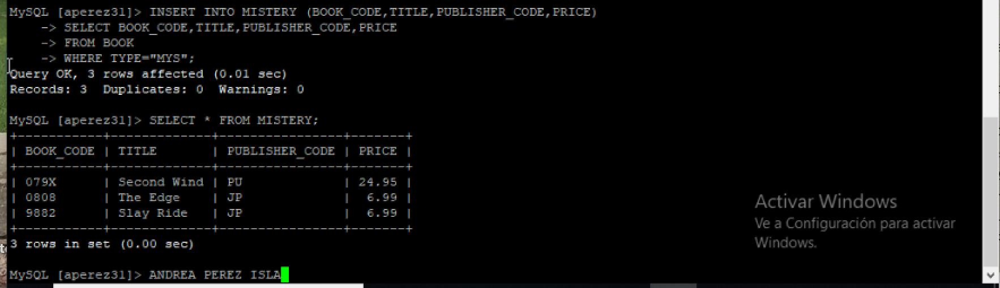 MySQL [aperez31]> INSERT INTO MISTERY (BOOK_CODE,TITLE,PUBLISHER_CODE,PRICE)
    -> SELECT BOOK_CODE,TITLE,PUBLISHER_CODE,PRICE
    -> FROM BOOK
    -> WHERE TYPE="MYS";
Query OK, 3 rows affected (0.01 sec)
Records: 3  Duplicates: 0  Warnings: 0
MySQL [aperez31]> SELECT * FROM MISTERY;
+-----------+-------------+----------------+-------+
| BOOK_CODE | TITLE       | PUBLISHER_CODE | PRICE |
+-----------+-------------+----------------+-------+
| 079X      | Second Wind | PU             | 24.95 |
| 0808      | The Edge    | JP             |  6.99 |
| 9882      | Slay Ride   | JP             |  6.99 |
+-----------+-------------+----------------+-------+
3 rows in set (0.00 sec)
MySQL [aperez31]> ANDREA PEREZ ISLA
Activar Windows
Ve a Configuración para activar
Windows.